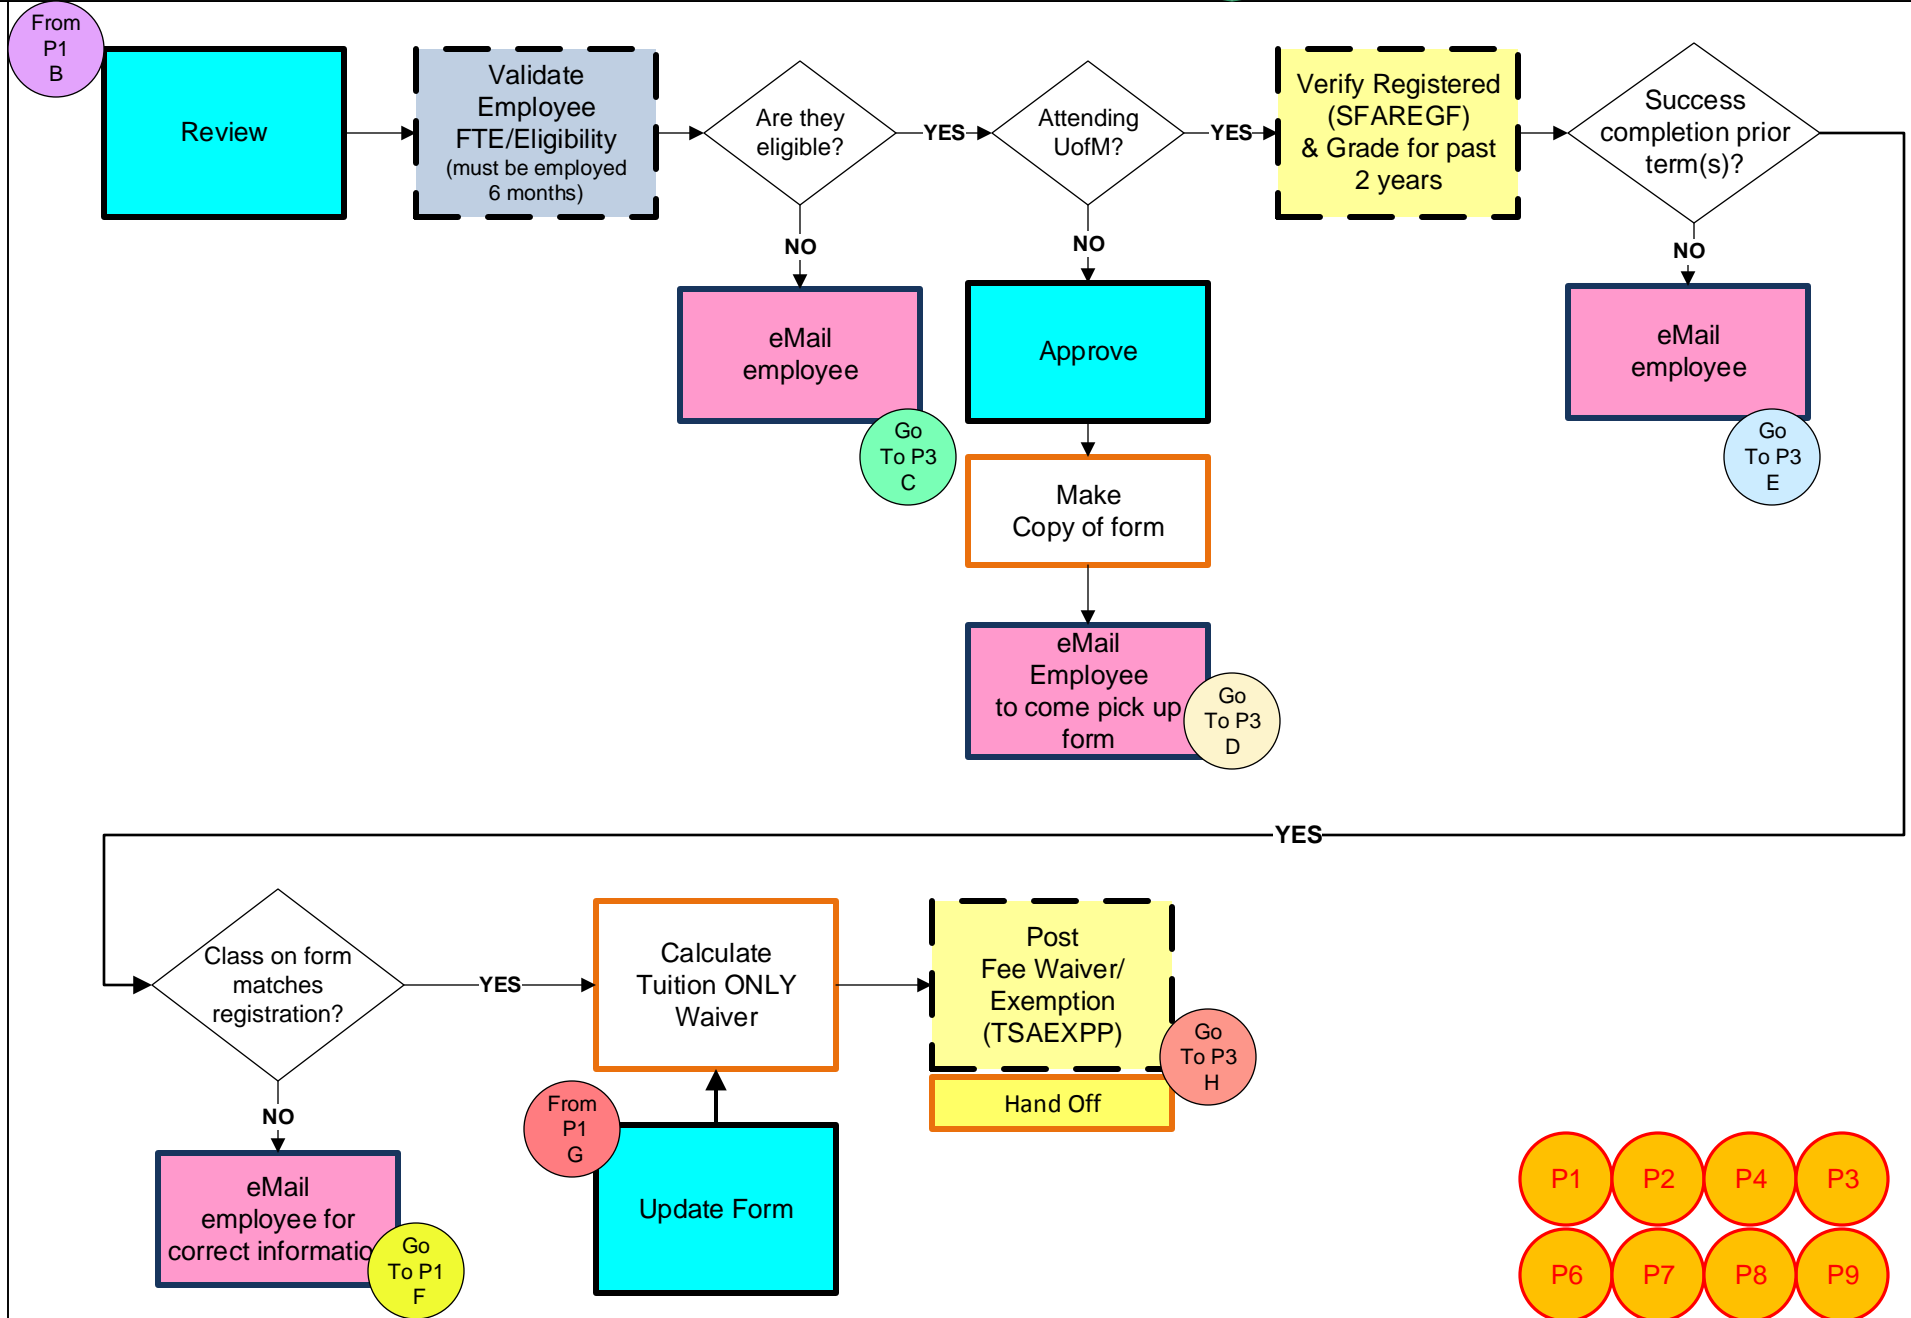 From
P1
B
Review
Validate
Employee
FTE/Eligibility
(must be employed
6 months)
Are they
eligible?
YES
NO
Attending
UofM?
YES
NO
Verify Registered
(SFAREGF)
& Grade for past
2 years
Success
completion prior
term(s)?
NO
eMail
employee
Go
To P3
C
Approve
Make
Copy of form
eMail
Employee
to come pick up
form
Go
To P3
D
eMail
employee
Go
To P3
E
YES
Class on form
matches
registration?
YES
NO
Calculate
Tuition ONLY
Waiver
Post
Fee Waiver/
Exemption
(TSAEXPP)
Go
To P3
H
Hand Off
From
P1
G
Update Form
eMail
employee for
correct information
Go
To P1
F
P1 P2 P4 P3
P6 P7 P8 P9